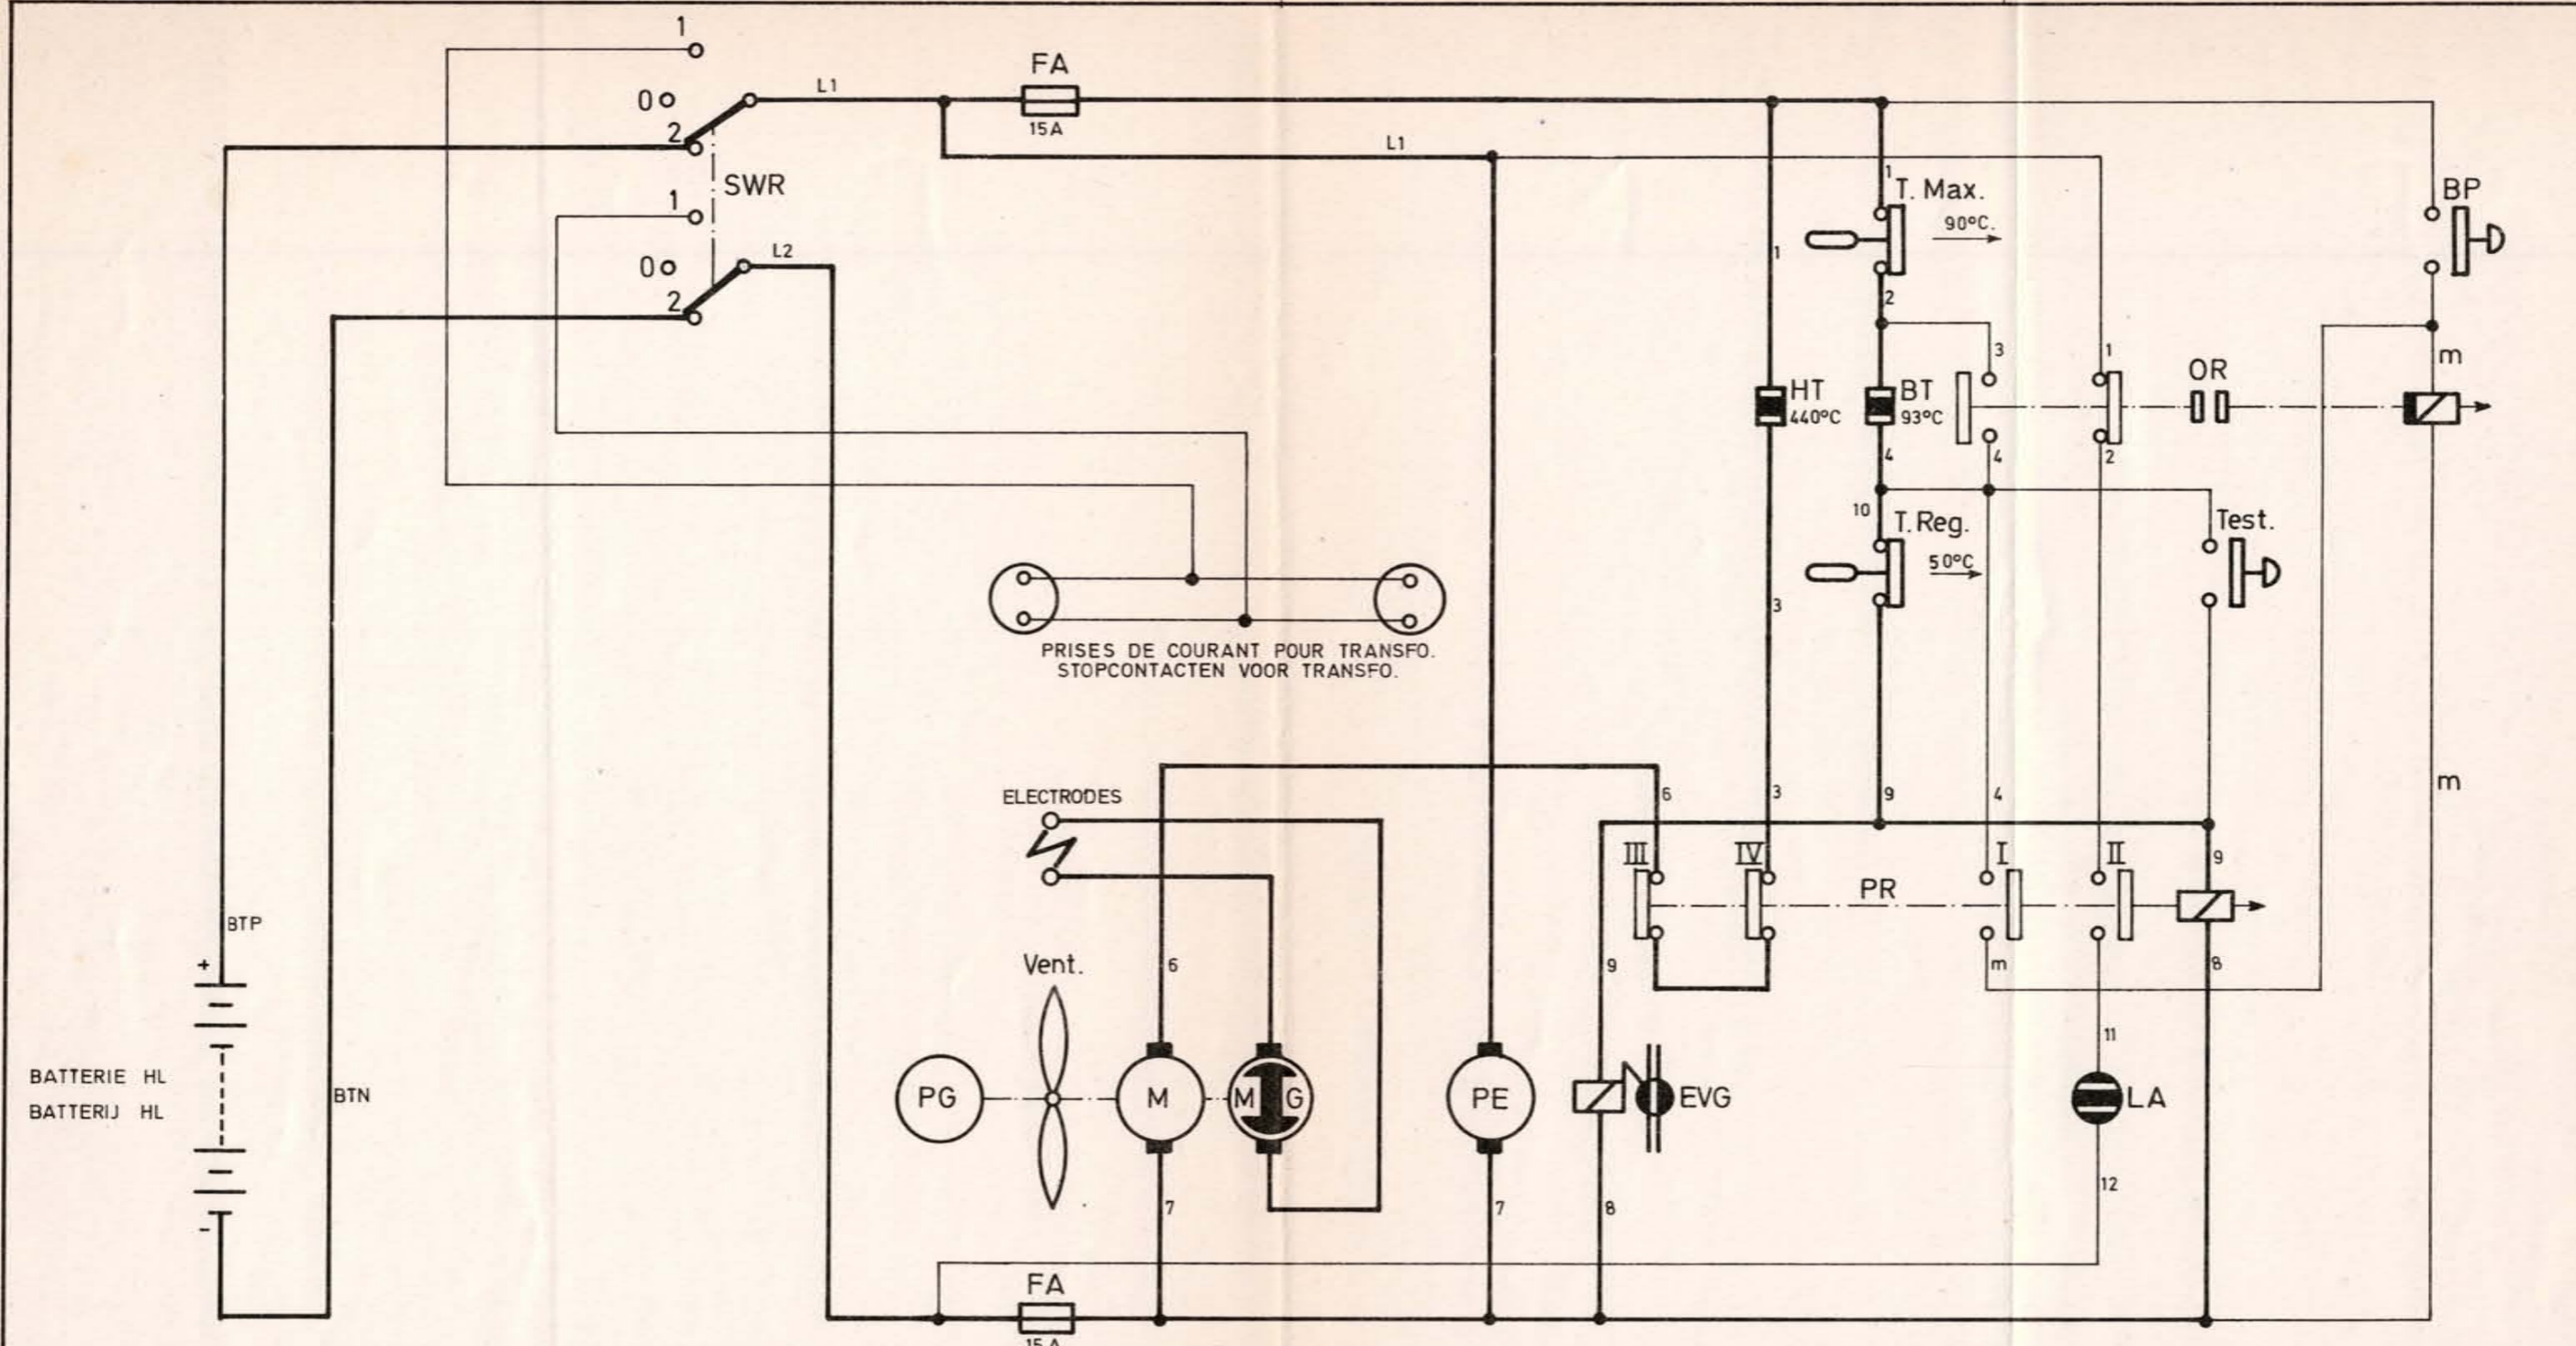 1
FA
0
L1
15A
2
L1
SWR
1
T. Max.
BP
1
90°C.
1
L2
0
2
2
3
1
m
OR
HT
440°C
BT
93°C
4
4
2
10
T.Reg.
Test.
50°C
3
PRISES DE COURANT POUR TRANSFO.
STOPCONTACTEN VOOR TRANSFO.
m
ELECTRODES
6
3
9
4
III
IV
I
II
9
PR
BTP
+
Vent.
6
9
m
8
11
BATTERIE HL
BATTERIJ HL
BTN
PG
M
M G
PE
EVG
LA
12
-
7
7
8
FA
15A